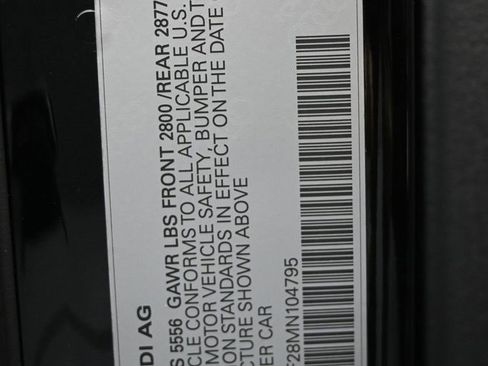 DI AG
S 5556 GAWR LBS FRONT 2800 /REAR 2877
CLE CONFORMS TO ALL APPLICABLE U.S.
MOTOR VEHICLE SAFETY, BUMPER AND T
ON STANDARDS IN EFFECT ON THE DATE
CTURE SHOWN ABOVE
ER CAR
F28MN104795